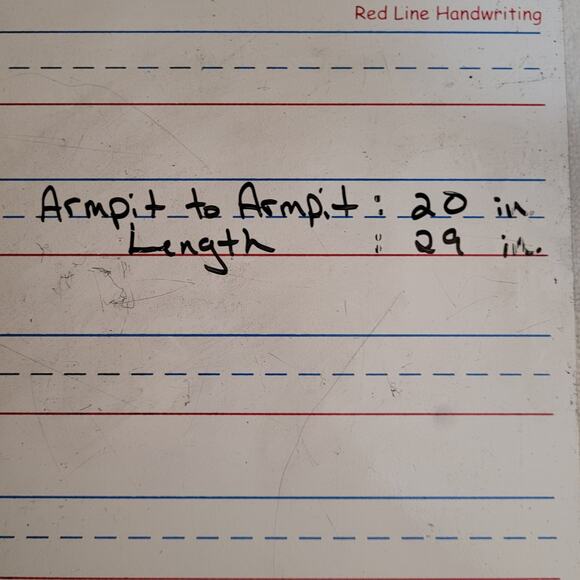 Red Line Handwriting
Armpit to Armpit : 20 in.
Length : 29 in.